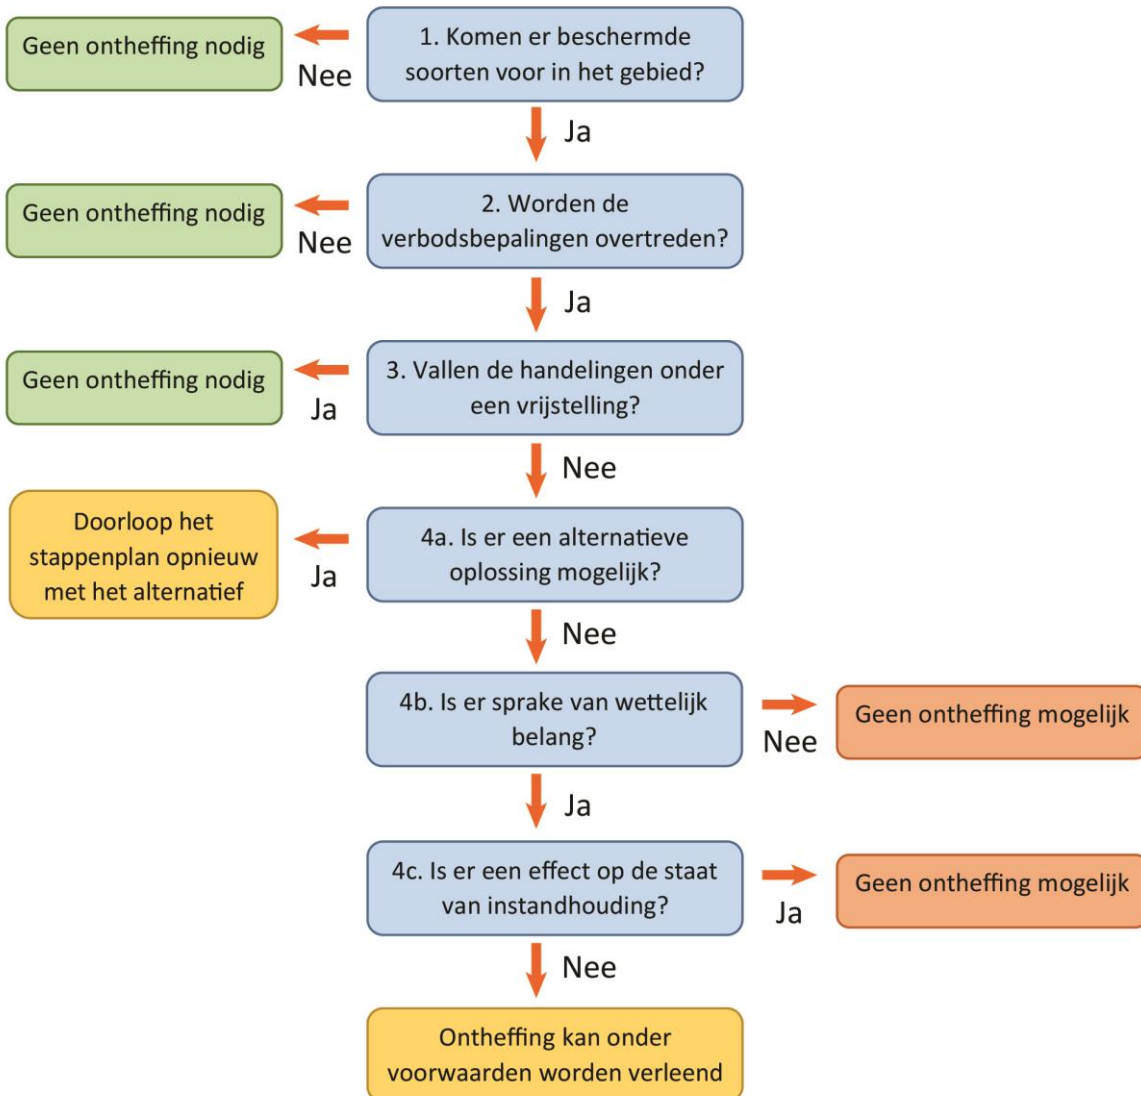 Geen ontheffing nodig
Nee
1. Komen er beschermde
soorten voor in het gebied?
Ja
Geen ontheffing nodig
Nee
2. Worden de
verbodsbepalingen overtreden?
Ja
Geen ontheffing nodig
Ja
3. Vallen de handelingen onder
een vrijstelling?
Nee
Doorloop het
stappenplan opnieuw
met het alternatief
Ja
4a. Is er een alternatieve
oplossing mogelijk?
Nee
4b. Is er sprake van wettelijk
belang?
Nee
Geen ontheffing mogelijk
Ja
4c. Is er een effect op de staat
van instandhouding?
Ja
Geen ontheffing mogelijk
Nee
Ontheffing kan onder
voorwaarden worden verleend